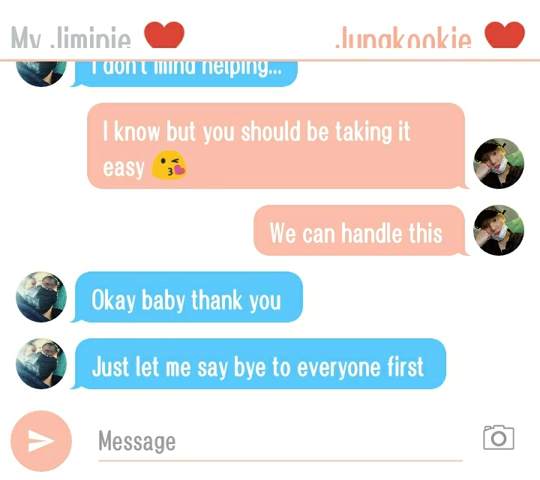 My Jiminie
Jungkookie
I don't mind helping...
I know but you should be taking it
easy
We can handle this
Okay baby thank you
Just let me say bye to everyone first
Message